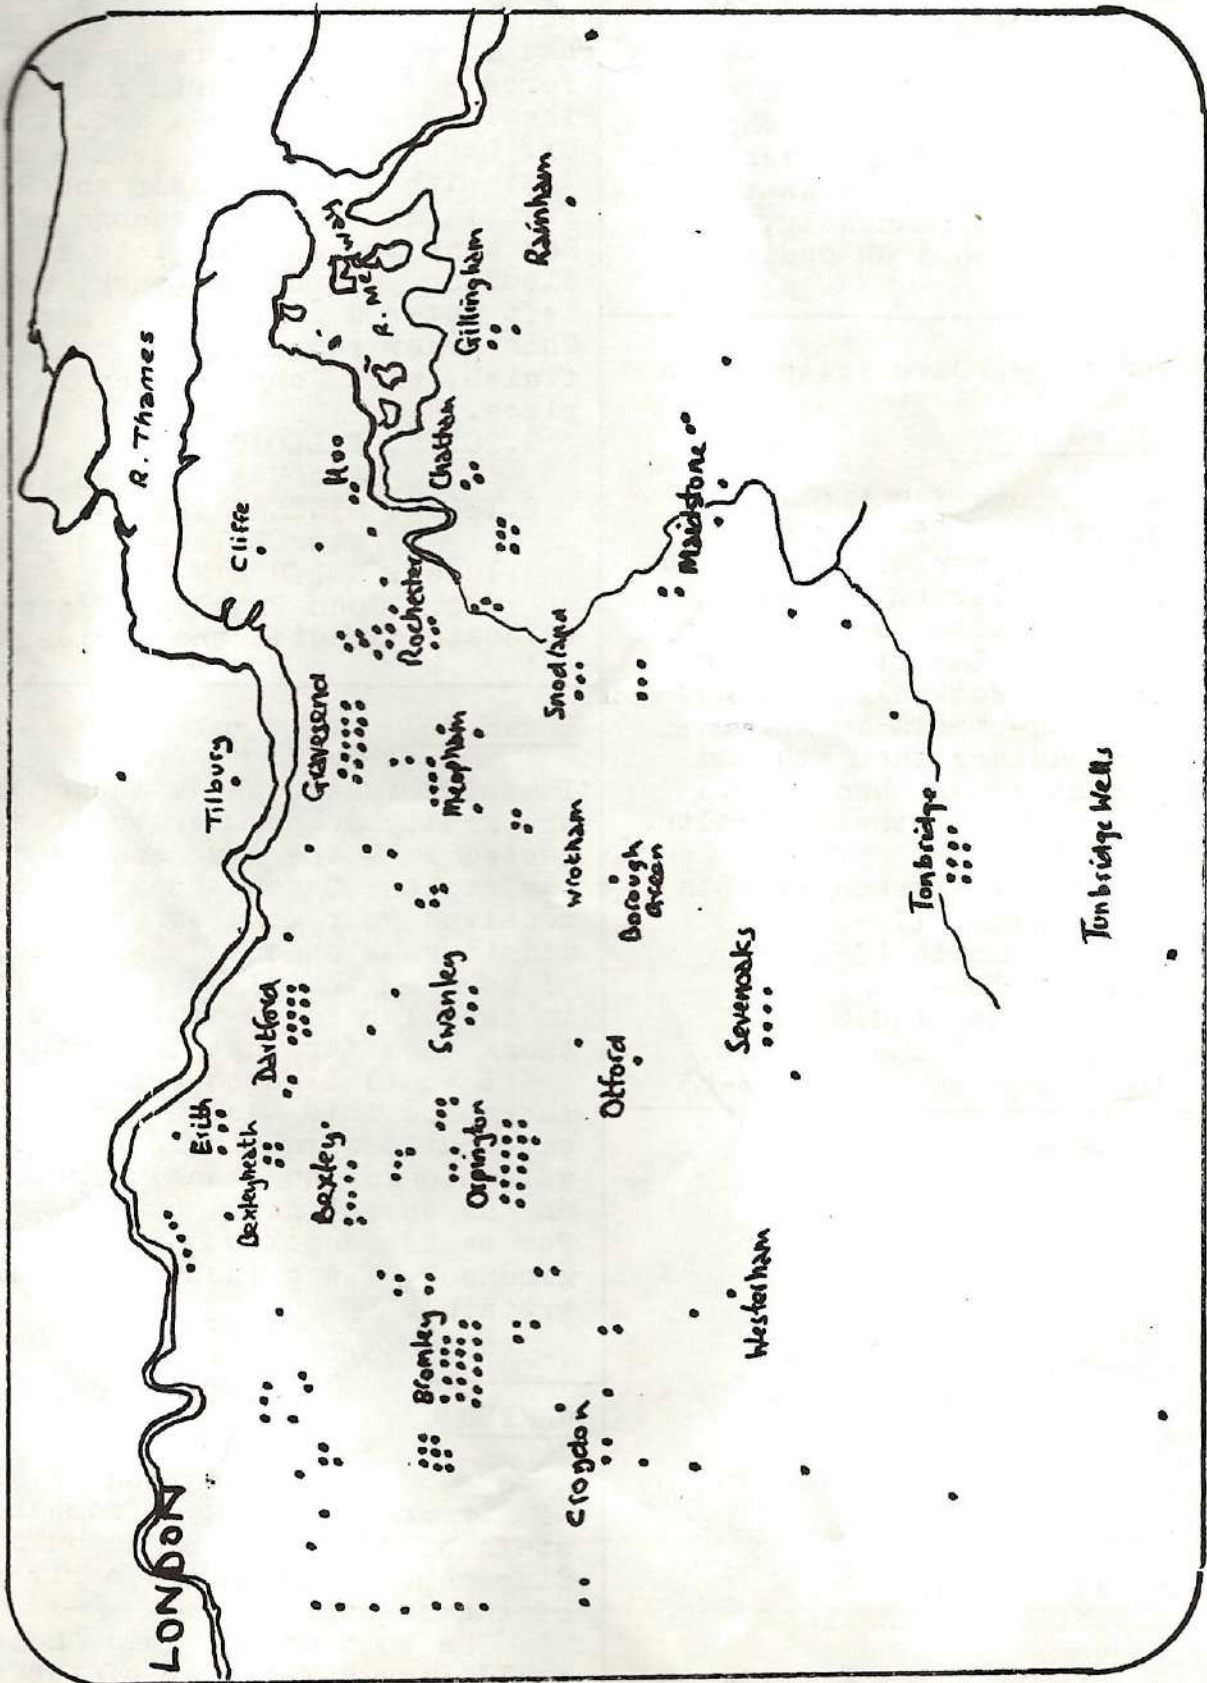 LONDON
R. Thames
Tilbury
Cliffe
Erith
Bexleyheath
Dartford
Gravesend
Hoo
R. Medway
Bexley
Rochester
Chatham
Gillingham
Rainham
Bromley
Orpington
Swanley
Meopham
Snodland
Croydon
Otford
Wrotham
Borough
Green
Maidstone
Westerham
Sevenoaks
Tonbridge
Tunbridge Wells